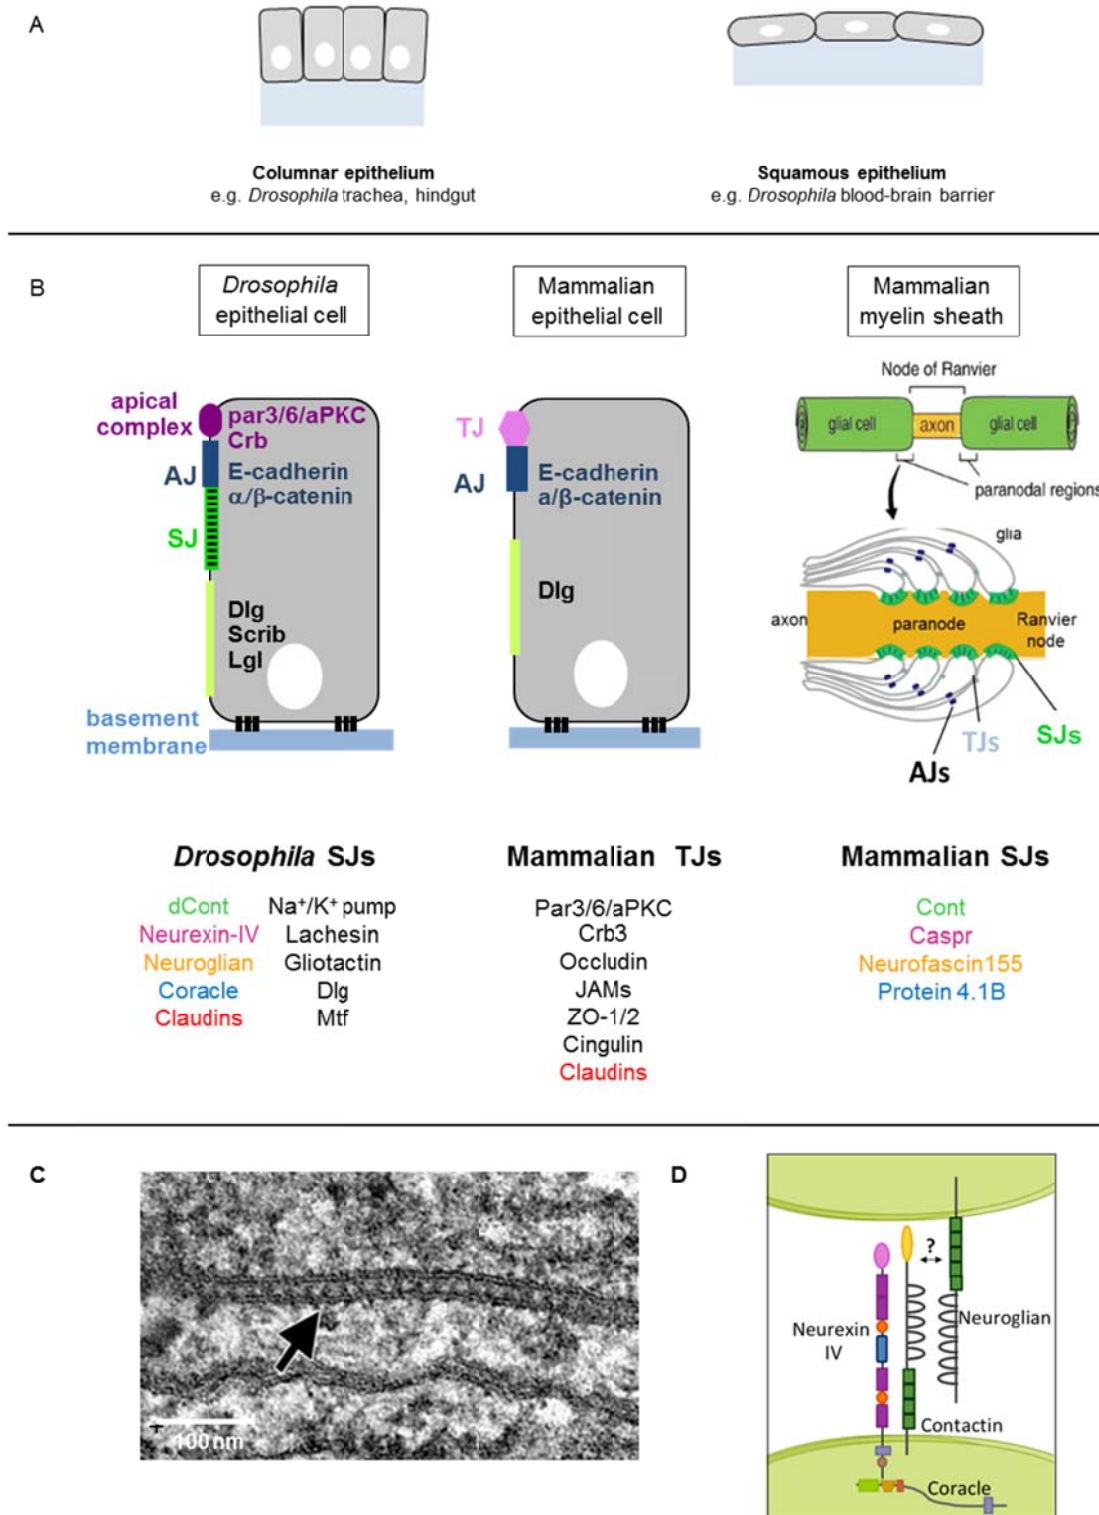 A
Columnar epithelium
e.g. Drosophila trachea, hindgut
Squamous epithelium
e.g. Drosophila blood-brain barrier
B
Drosophila
epithelial cell
apical
complex
par3/6/aPKC
Crb
AJ
E-cadherin
α/β-catenin
SJ
Dlg
Scrib
Lgl
basement
membrane
Mammalian
epithelial cell
TJ
AJ
E-cadherin
a/β-catenin
Dlg
Mammalian
myelin sheath
Node of Ranvier
glial cell
axon
glial cell
paranodal regions
glia
axon
paranode
Ranvier
node
TJs
SJs
AJs
Drosophila SJs
dCont Na⁺/K⁺ pump
Neurexin-IV Lachesin
Neuroglian Gliotactin
Coracle Dlg
Claudins Mtf
Mammalian TJs
Par3/6/aPKC
Crb3
Occludin
JAMs
ZO-1/2
Cingulin
Claudins
Mammalian SJs
Cont
Caspr
Neurofascin155
Protein 4.1B
C
100nm
D
?
Neurexin
IV
Neuroglian
Contactin
Coracle